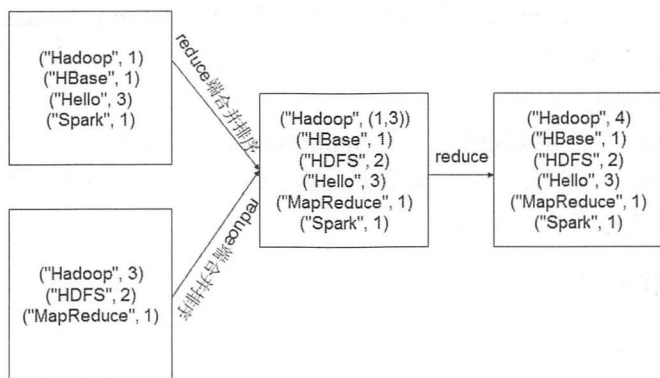 ("Hadoop", 1)
("HBase", 1)
("Hello", 3)
("Spark", 1)
reduce端合并排序
("Hadoop", 3)
("HDFS", 2)
("MapReduce", 1)
reduce端合并排序
("Hadoop", (1,3))
("HBase", 1)
("HDFS", 2)
("Hello", 3)
("MapReduce", 1)
("Spark", 1)
reduce
("Hadoop", 4)
("HBase", 1)
("HDFS", 2)
("Hello", 3)
("MapReduce", 1)
("Spark", 1)